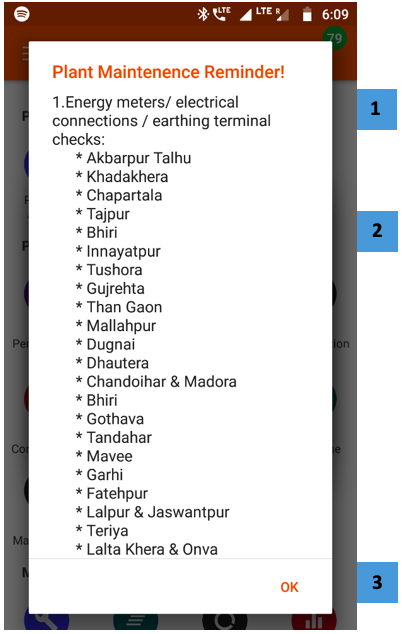 LTE LTE R 6:09
79
Plant Maintenence Reminder!
1.Energy meters/ electrical
connections / earthing terminal
checks:
* Akbarpur Talhu
* Khadakhera
* Chapartala
* Tajpur
* Bhiri
* Innayatpur
* Tushora
* Gujrehta
* Than Gaon
* Mallahpur
* Dugnai
* Dhautera
* Chandoihar & Madora
* Bhiri
* Gothava
* Tandahar
* Mavee
* Garhi
* Fatehpur
* Lalpur & Jaswantpur
* Teriya
* Lalta Khera & Onva
OK
1
2
3